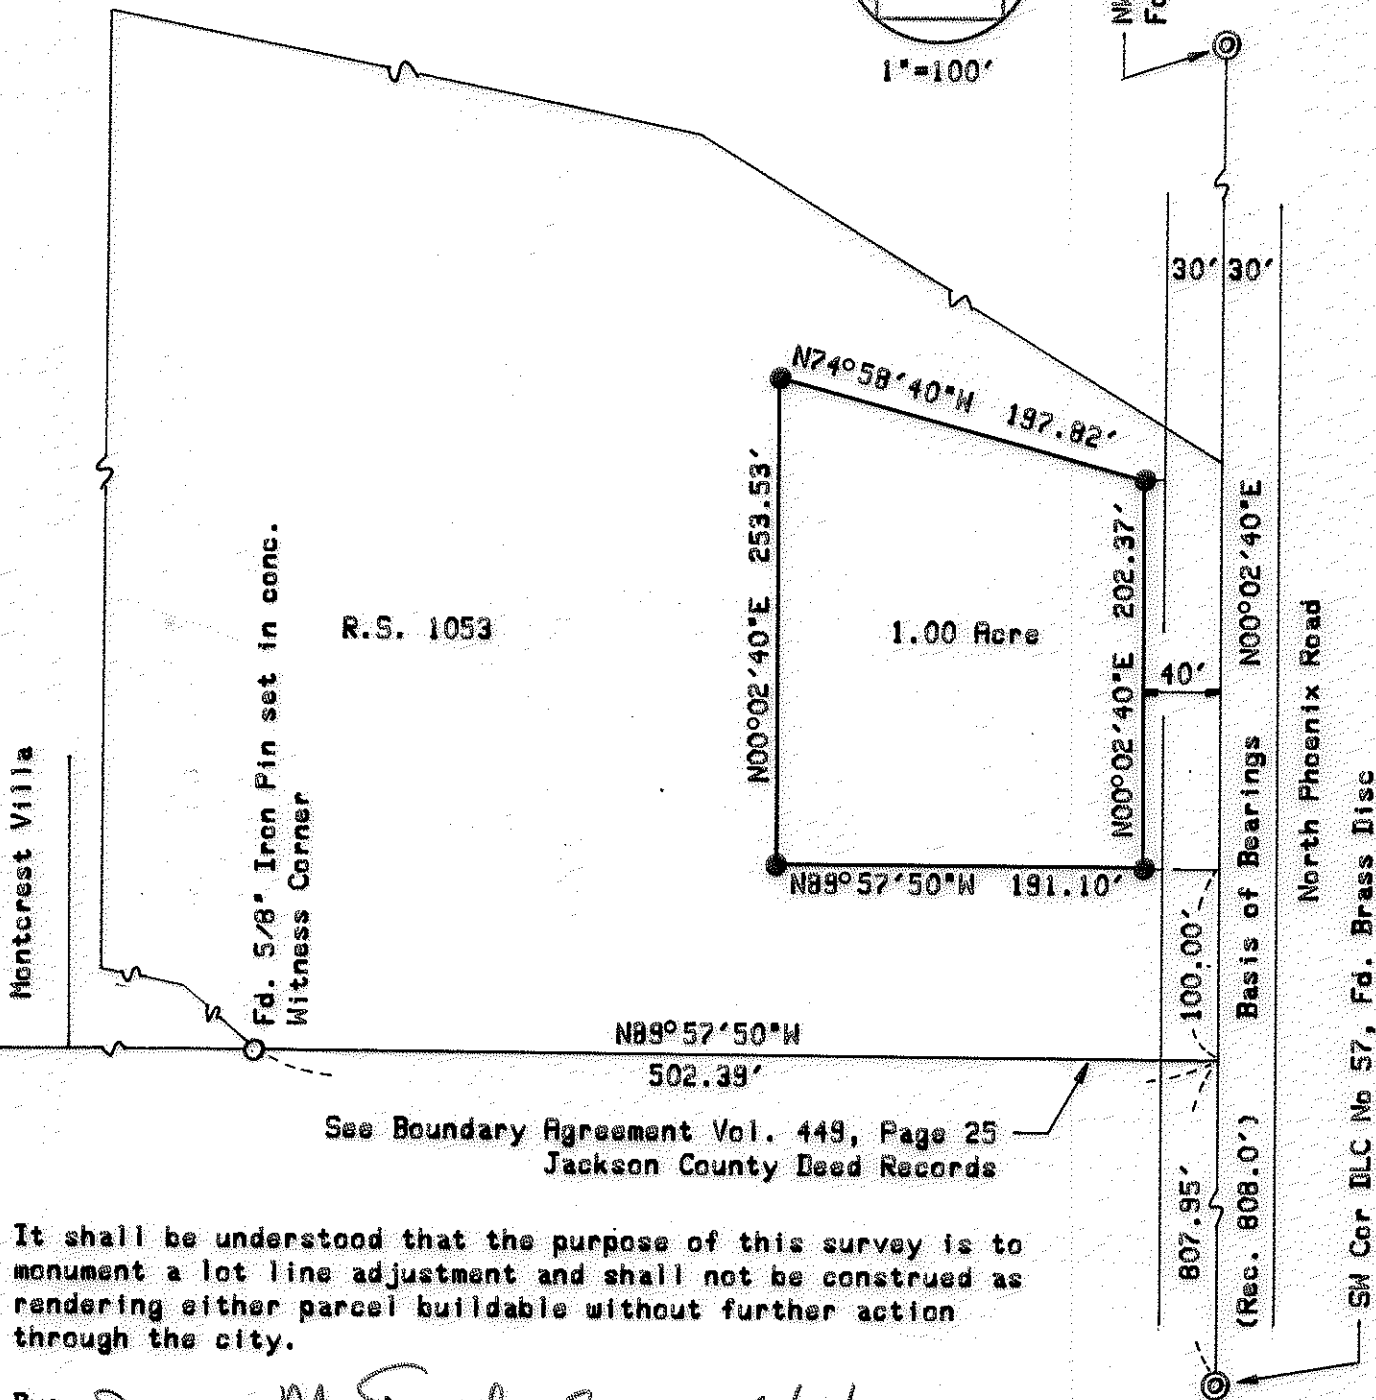 1"=100'
30' 30'
N74°58'40"W 197.82'
N00°02'40"E 253.53'
N00°02'40"E 202.37'
1.00 Acre
R.S. 1053
Fd. 5/8" Iron Pin set in conc.
Witness Corner
Montcrest Villa
40'
Basis of Bearings N00°02'40"E
North Phoenix Road
N89°57'50"W 191.10'
100.00'
N89°57'50"W
502.39'
See Boundary Agreement Vol. 449, Page 25
Jackson County Deed Records
807.95'
(Rec. 808.0')
SW Cor DLC No 57, Fd. Brass Disc
It shall be understood that the purpose of this survey is to
monument a lot line adjustment and shall not be construed as
rendering either parcel buildable without further action
through the city.